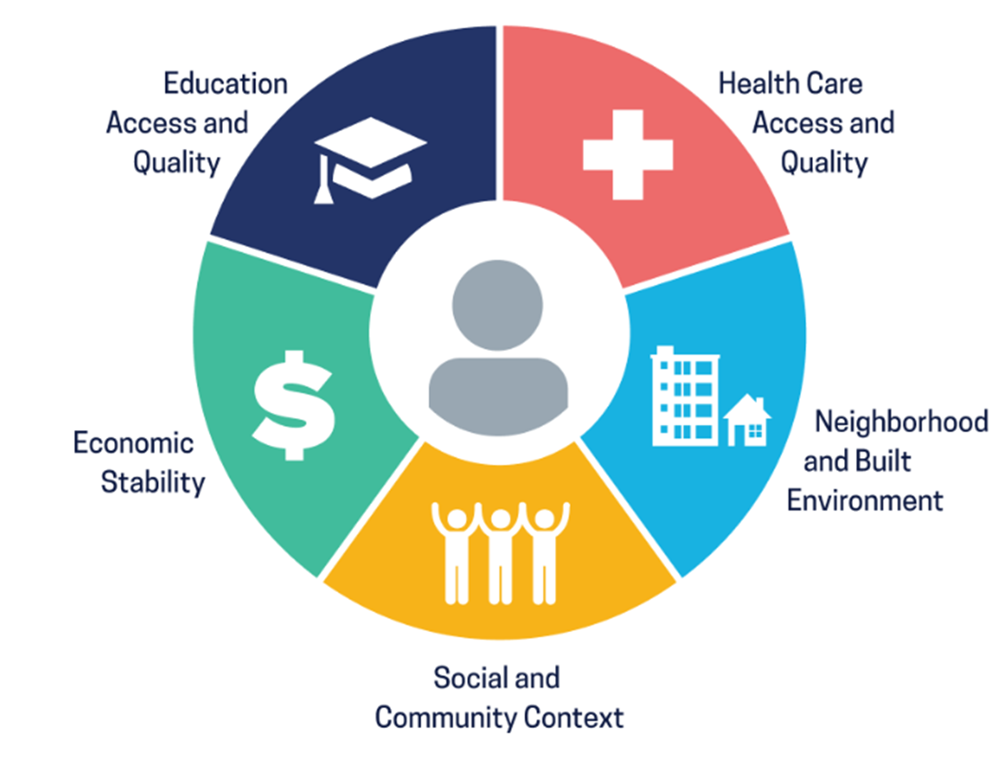 Education
Access and
Quality
Health Care
Access and
Quality
Economic
Stability
Neighborhood
and Built
Environment
Social and
Community Context